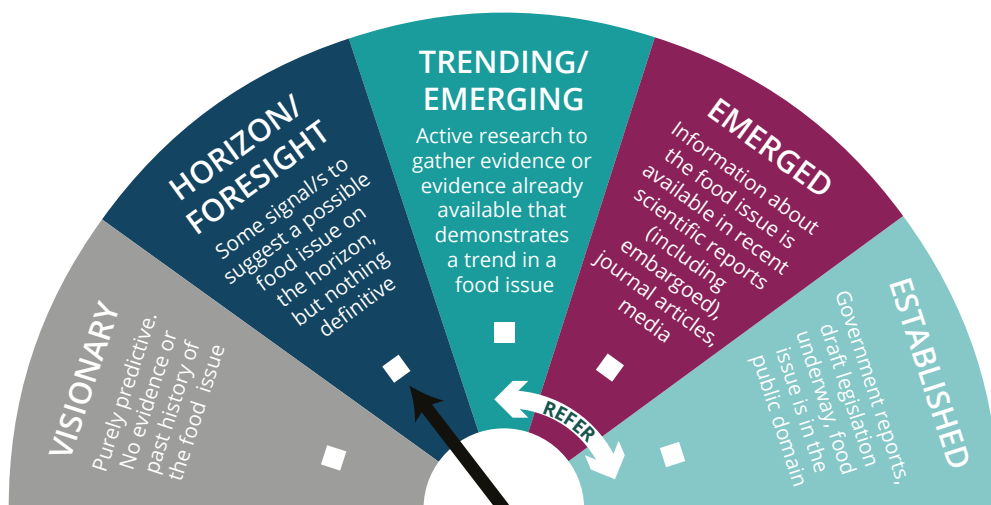 VISIONARY
Purely predictive.
No evidence or
past history of
the food issue
HORIZON/
FORESIGHT
Some signal/s to
suggest a possible
food issue on
the horizon,
but nothing
definitive
TRENDING/
EMERGING
Active research to
gather evidence or
evidence already
available that
demonstrates
a trend in a
food issue
EMERGED
Information about
the food issue is
available in recent
scientific reports
(including
embargoed),
journal articles,
media
ESTABLISHED
Government reports,
draft legislation
underway, food
issue is in the
public domain
REFER